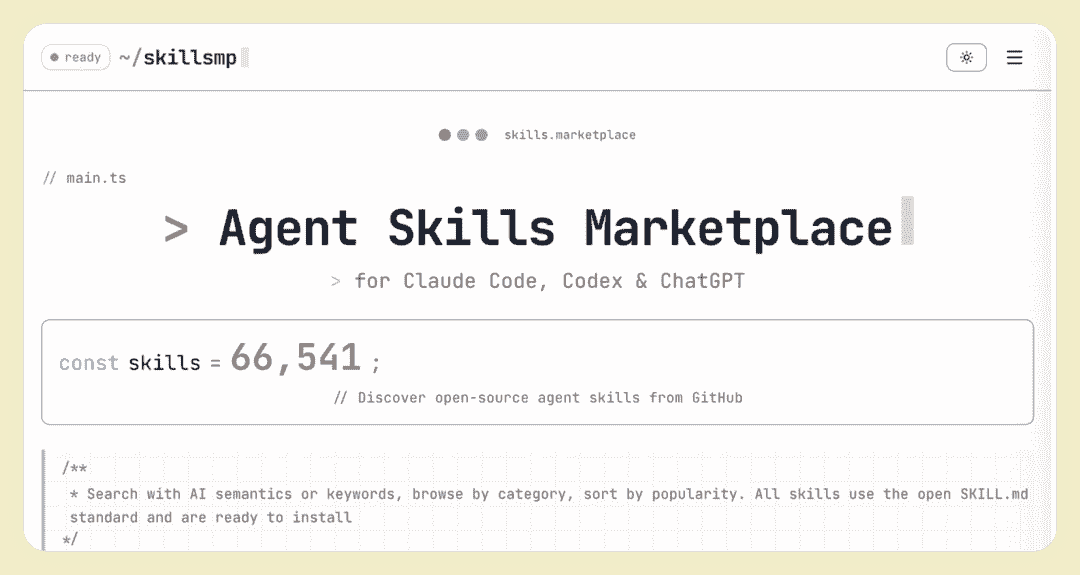 ready ~/skillsmp
skills.marketplace
// main.ts
> Agent Skills Marketplace
> for Claude Code, Codex & ChatGPT
const skills = 66,541 ;
// Discover open-source agent skills from GitHub
/**
* Search with AI semantics or keywords, browse by category, sort by popularity. All skills use the open SKILL.md
standard and are ready to install
*/